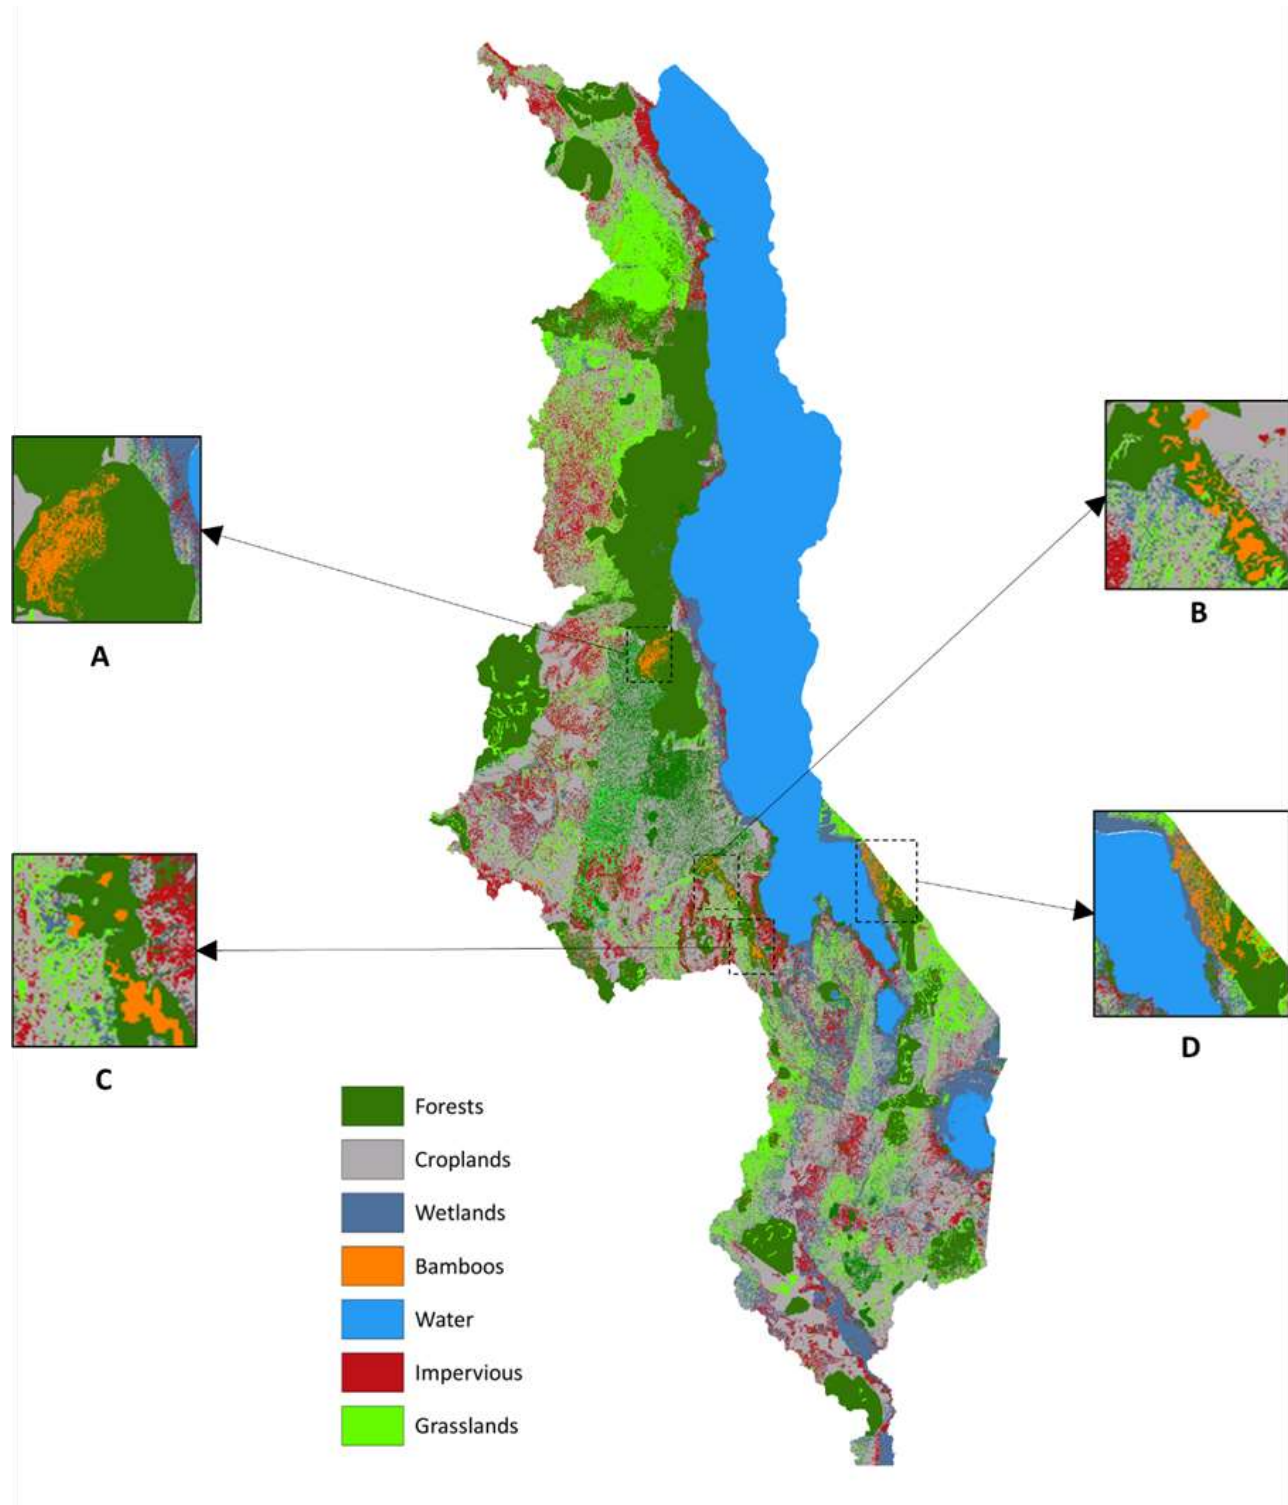 A
B
C
D
Forests
Croplands
Wetlands
Bamboos
Water
Impervious
Grasslands